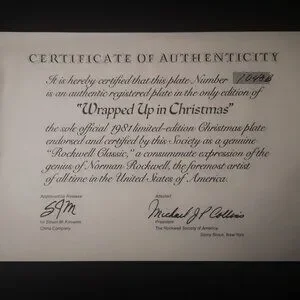 CERTIFICATE OF AUTHENTICITY
It is hereby certified that this plate Number
is an authentic registered plate in the only edition of
"Wrapped Up in Christmas"
the sole official 1981 limited-edition Christmas plate
endorsed and certified by this Society as a genuine
"Rockwell Classic," a consummate expression of the
genius of Norman Rockwell, the foremost artist
of all time in the United States of America.
Attested
Michael J P Collins
President
China Company
The Rockwell Society of America
Stony Brook, New York